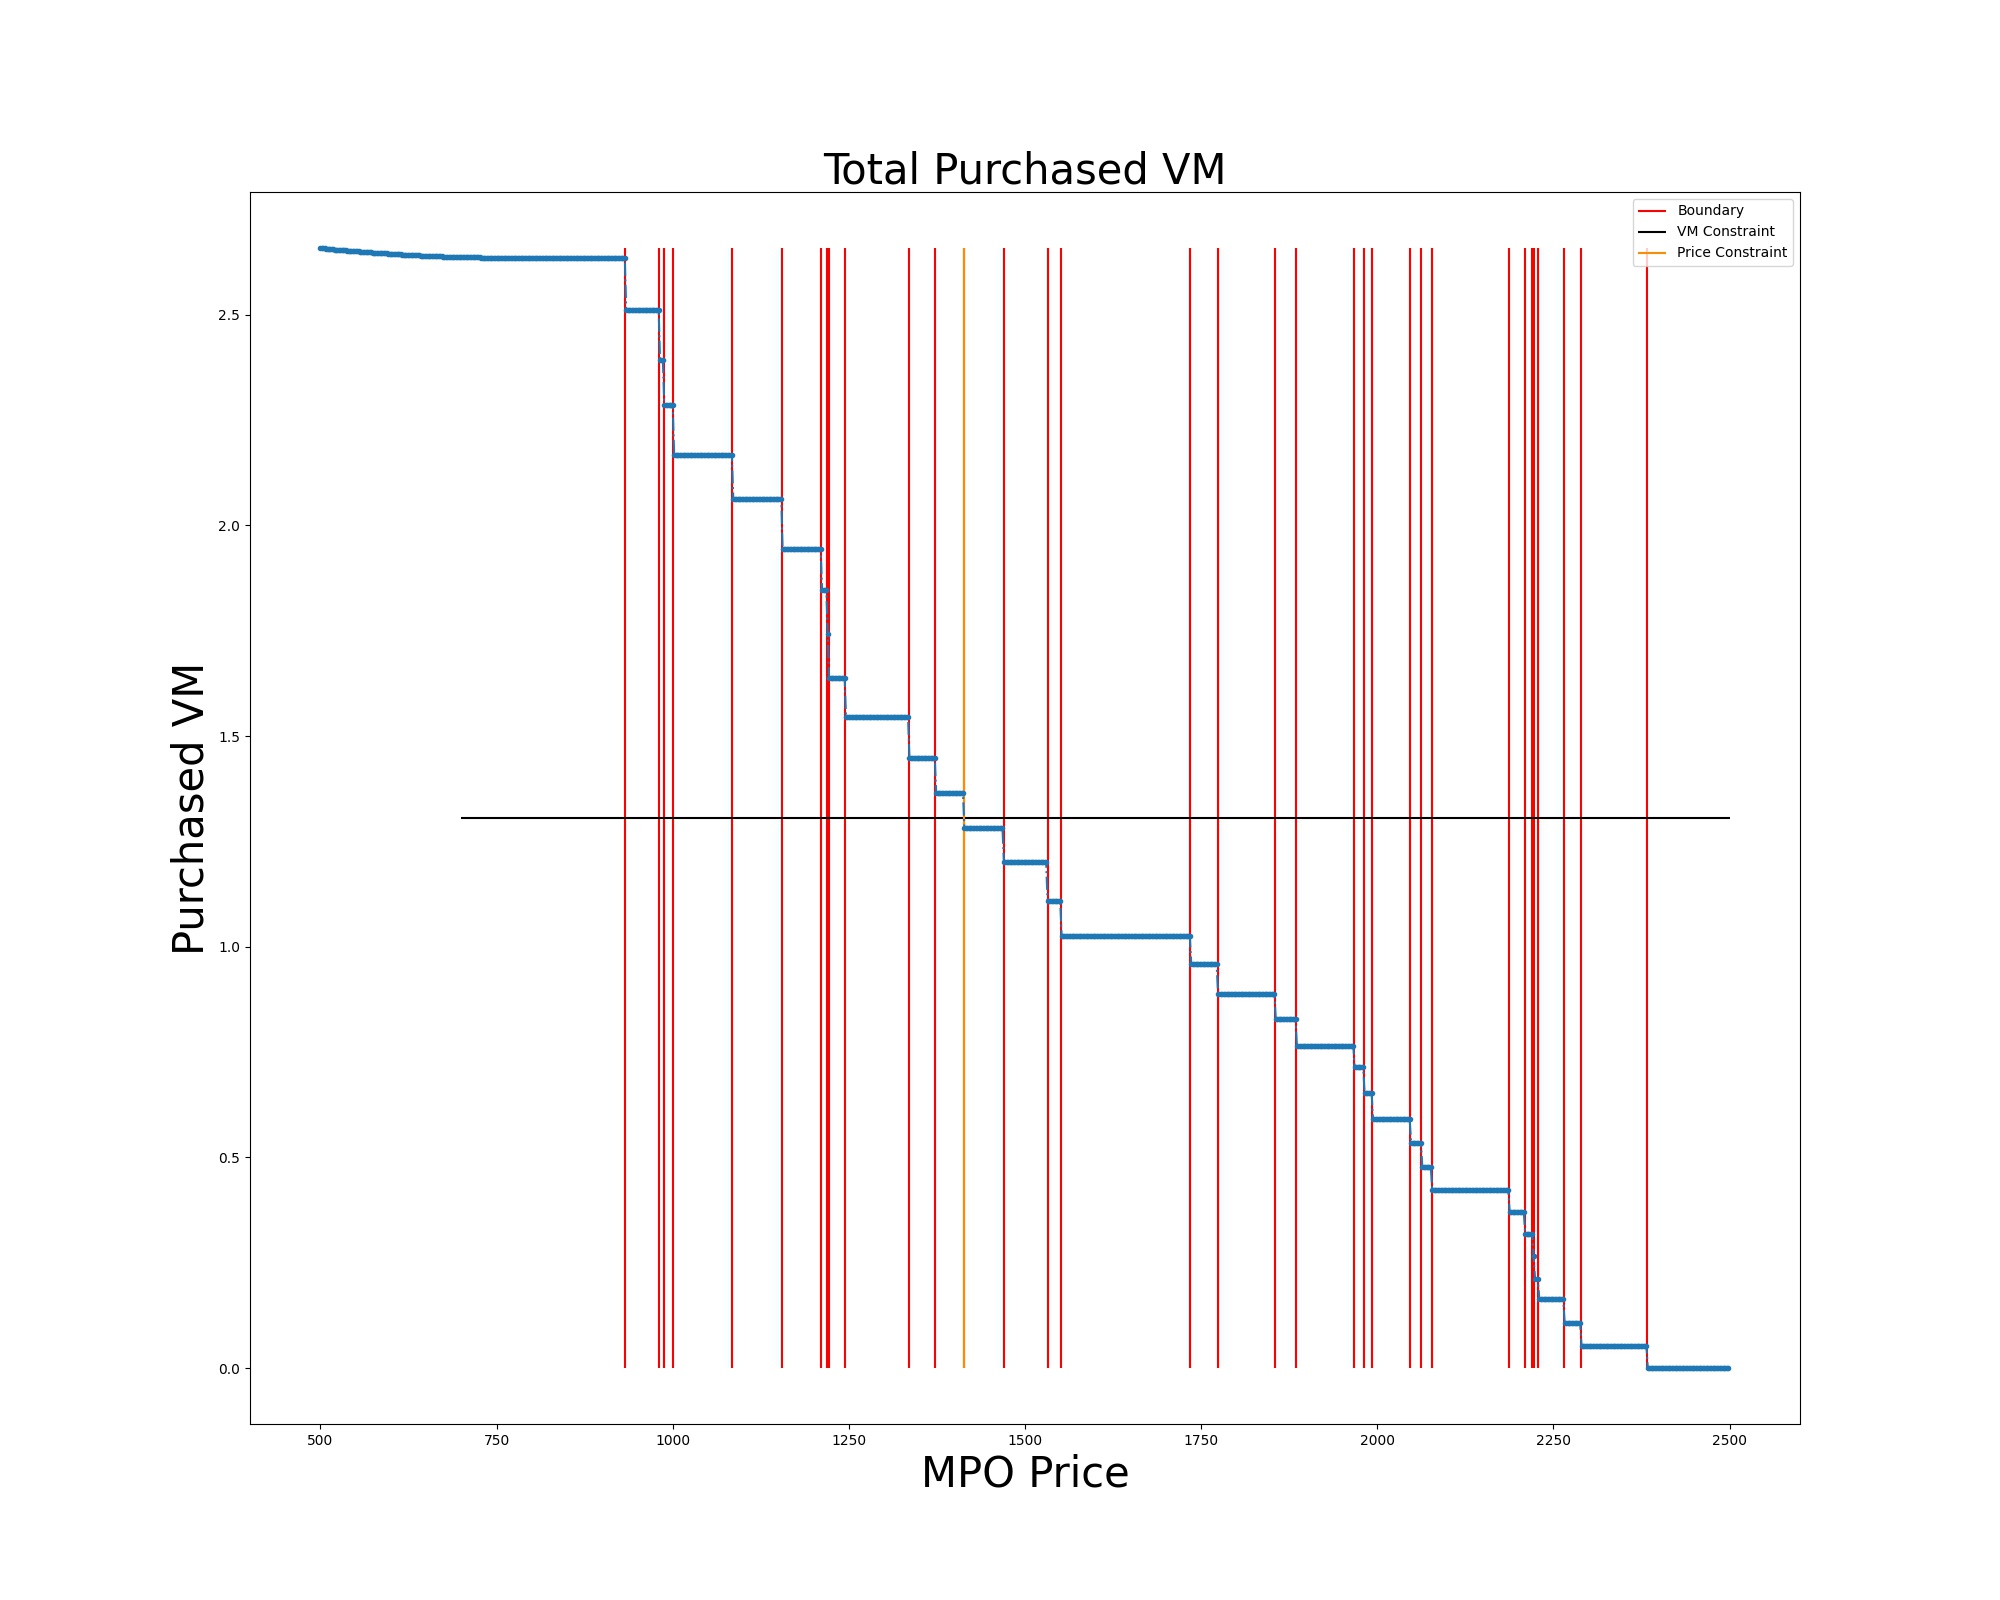 Total Purchased VM
Boundary
VM Constraint
Price Constraint
Purchased VM
2.5
2.0
1.5
1.0
0.5
0.0
500 750 1000 1250 1500 1750 2000 2250 2500
MPO Price